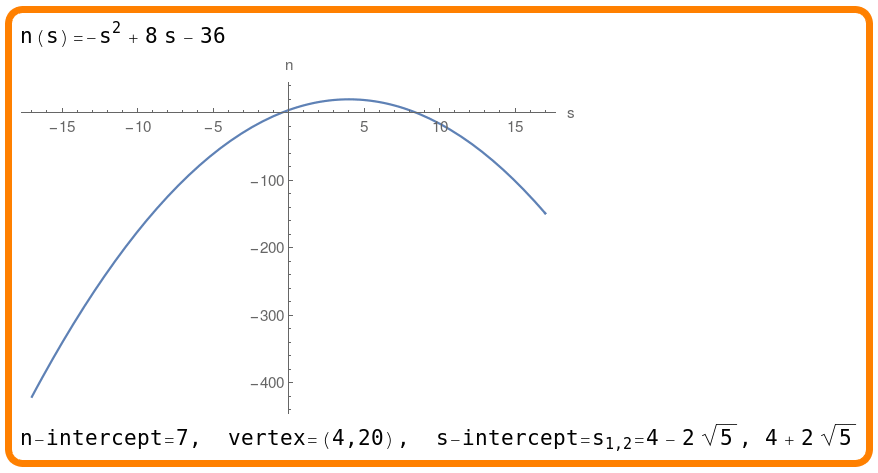 n(s)=-s² + 8 s - 36
n
-15 -10 -5 5 10 15 s
-100
-200
-300
-400
n-intercept=7, vertex=(4,20), s-intercept=s₁,₂=4 - 2 √5, 4 + 2 √5